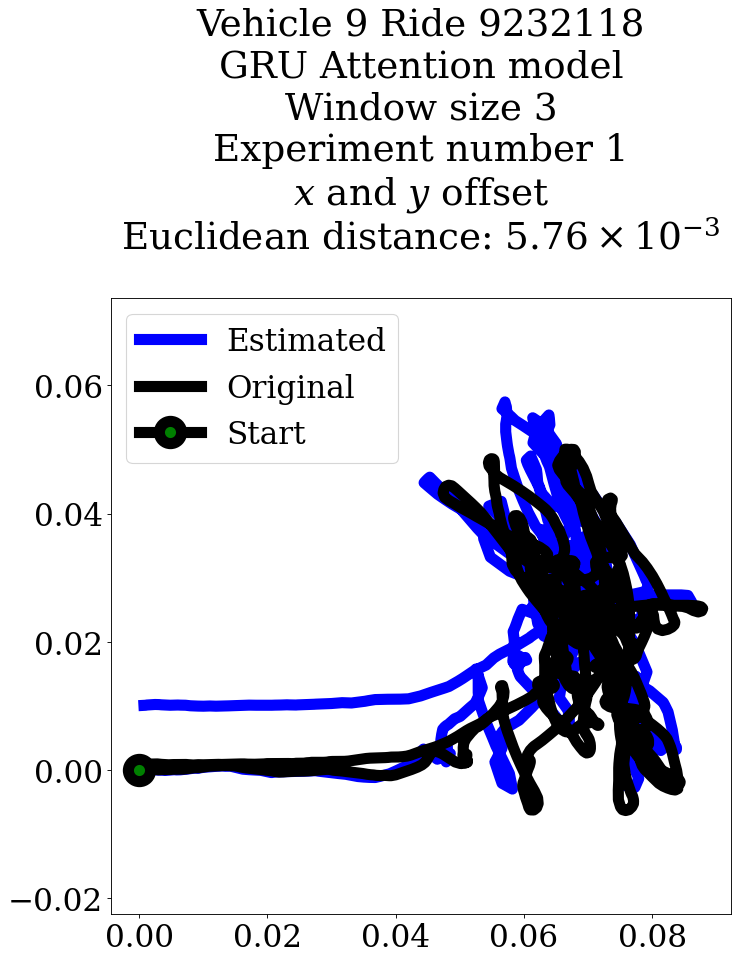 Vehicle 9 Ride 9232118
GRU Attention model
Window size 3
Experiment number 1
x and y offset
Euclidean distance: 5.76 × 10⁻³
Estimated
Original
Start
0.06
0.04
0.02
0.00
−0.02
0.00 0.02 0.04 0.06 0.08